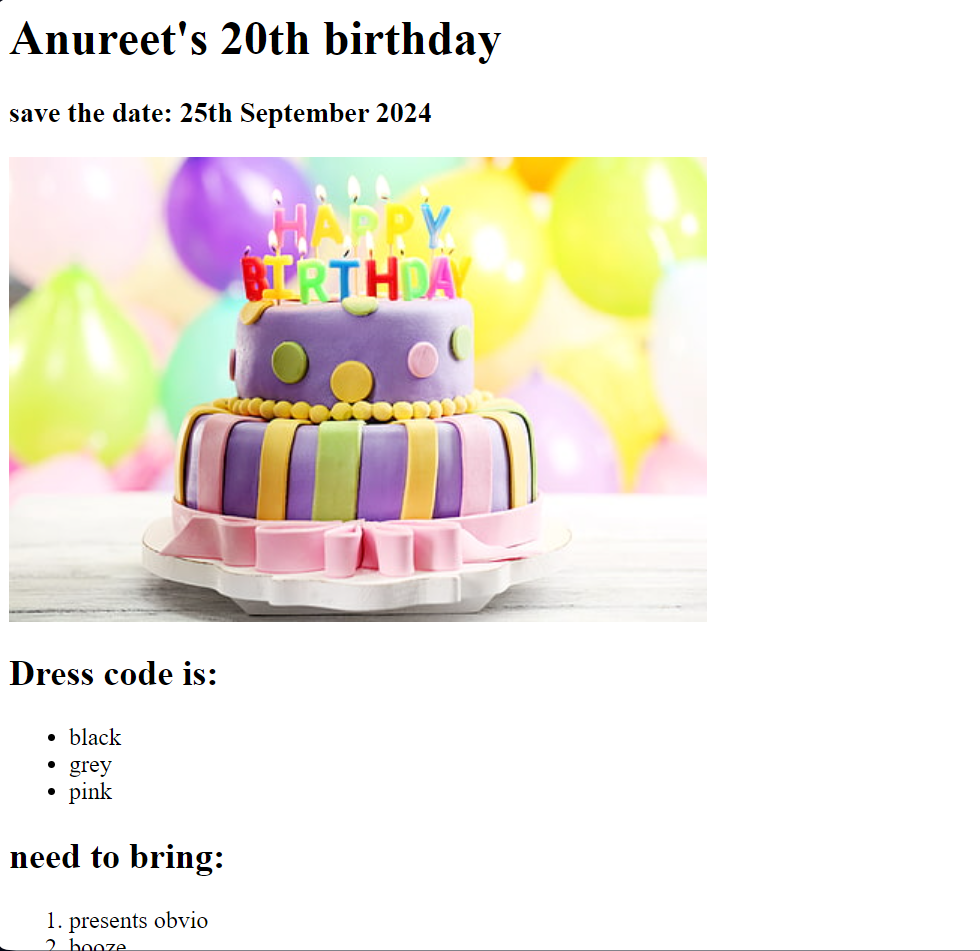 Anureet's 20th birthday
save the date: 25th September 2024
HAPPY
BIRTHDAY
Dress code is:
• black
• grey
• pink
need to bring:
1. presents obvio
2. booze